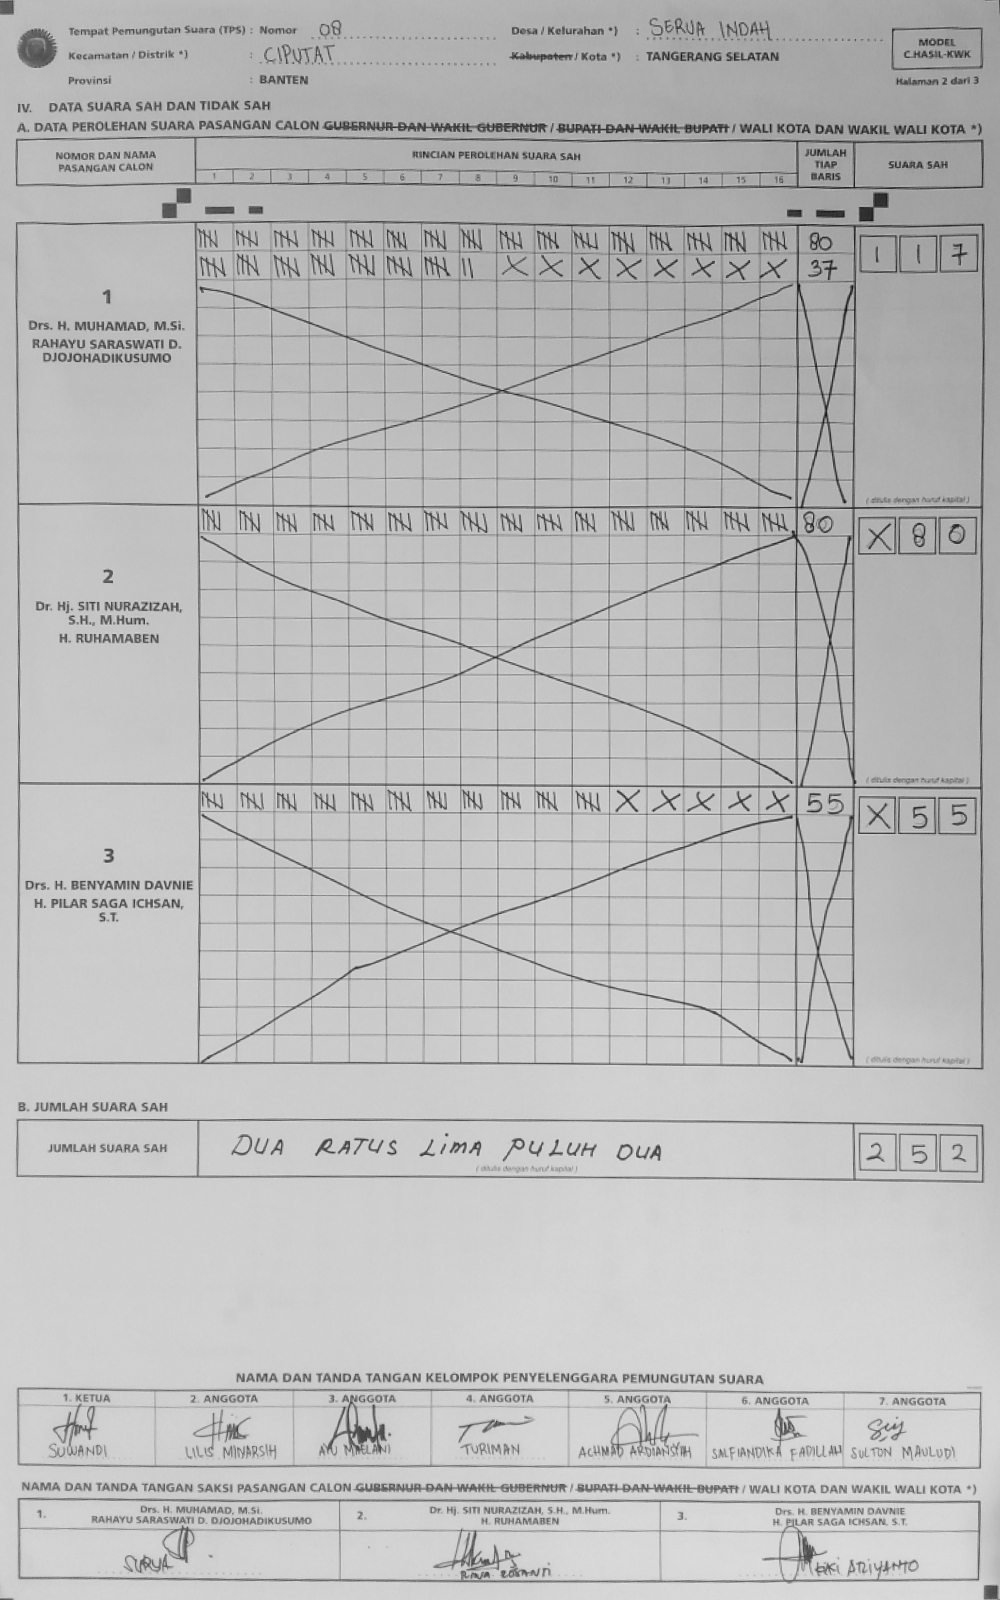 Tempat Pemungutan Suara (TPS) : Nomor 08 Desa / Kelurahan *) : SERUA INDAH
Kecamatan / Distrik *) : CIPUTAT Kabupaten / Kota *) : TANGERANG SELATAN
Provinsi : BANTEN
MODEL
C.HASIL-KWK
Halaman 2 dari 3
IV. DATA SUARA SAH DAN TIDAK SAH
A. DATA PEROLEHAN SUARA PASANGAN CALON GUBERNUR DAN WAKIL GUBERNUR / BUPATI DAN WAKIL BUPATI / WALI KOTA DAN WAKIL WALI KOTA *)
NOMOR DAN NAMA
PASANGAN CALON
RINCIAN PEROLEHAN SUARA SAH
1 2 3 4 5 6 7 8 9 10 11 12 13 14 15 16
JUMLAH
TIAP
BARIS
SUARA SAH
1
Drs. H. MUHAMAD, M.Si.
RAHAYU SARASWATI D.
DJOJOHADIKUSUMO
80
X X X X X X X X 37
1 1 7
( ditulis dengan huruf kapital )
2
Dr. Hj. SITI NURAZIZAH,
S.H., M.Hum.
H. RUHAMABEN
80
X 8 0
( ditulis dengan huruf kapital )
3
Drs. H. BENYAMIN DAVNIE
H. PILAR SAGA ICHSAN,
S.T.
X X X X X 55
X 5 5
( ditulis dengan huruf kapital )
B. JUMLAH SUARA SAH
JUMLAH SUARA SAH DUA RATUS LIMA PULUH DUA 2 5 2
( ditulis dengan huruf kapital )
NAMA DAN TANDA TANGAN KELOMPOK PENYELENGGARA PEMUNGUTAN SUARA
1. KETUA 2. ANGGOTA 3. ANGGOTA 4. ANGGOTA 5. ANGGOTA 6. ANGGOTA 7. ANGGOTA
SUWANDI LILIS MINARSIH AYU MAELANI TURIMAN ACHMAD ARDIANSYAH SALFIANDIKA FADILLAH SULTON MAULUDI
NAMA DAN TANDA TANGAN SAKSI PASANGAN CALON GUBERNUR DAN WAKIL GUBERNUR / BUPATI DAN WAKIL BUPATI / WALI KOTA DAN WAKIL WALI KOTA *)
1. Drs. H. MUHAMAD, M.Si.
RAHAYU SARASWATI D. DJOJOHADIKUSUMO
2. Dr. Hj. SITI NURAZIZAH, S.H., M.Hum.
H. RUHAMABEN
3. Drs. H. BENYAMIN DAVNIE
H. PILAR SAGA ICHSAN, S.T.
SURYA
ARIYANTO